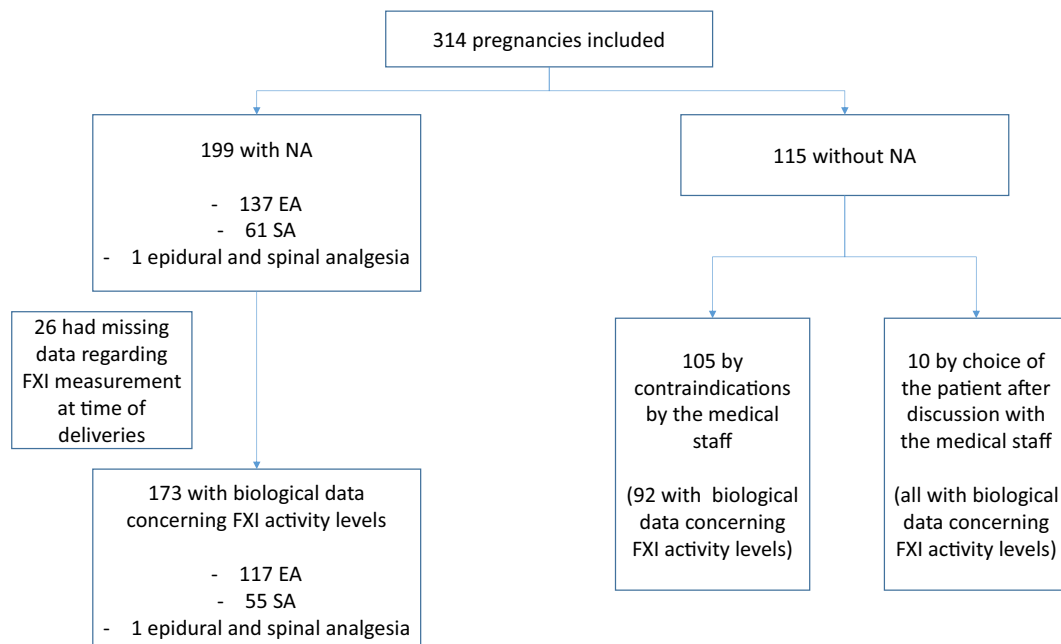 314 pregnancies included
199 with NA
- 137 EA
- 61 SA
- 1 epidural and spinal analgesia
115 without NA
26 had missing
data regarding
FXI measurement
at time of
deliveries
105 by
contraindications
by the medical
staff
(92 with biological
data concerning
FXI activity levels)
10 by choice of
the patient after
discussion with
the medical staff
(all with biological
data concerning
FXI activity levels)
173 with biological data
concerning FXI activity levels
- 117 EA
- 55 SA
- 1 epidural and spinal analgesia